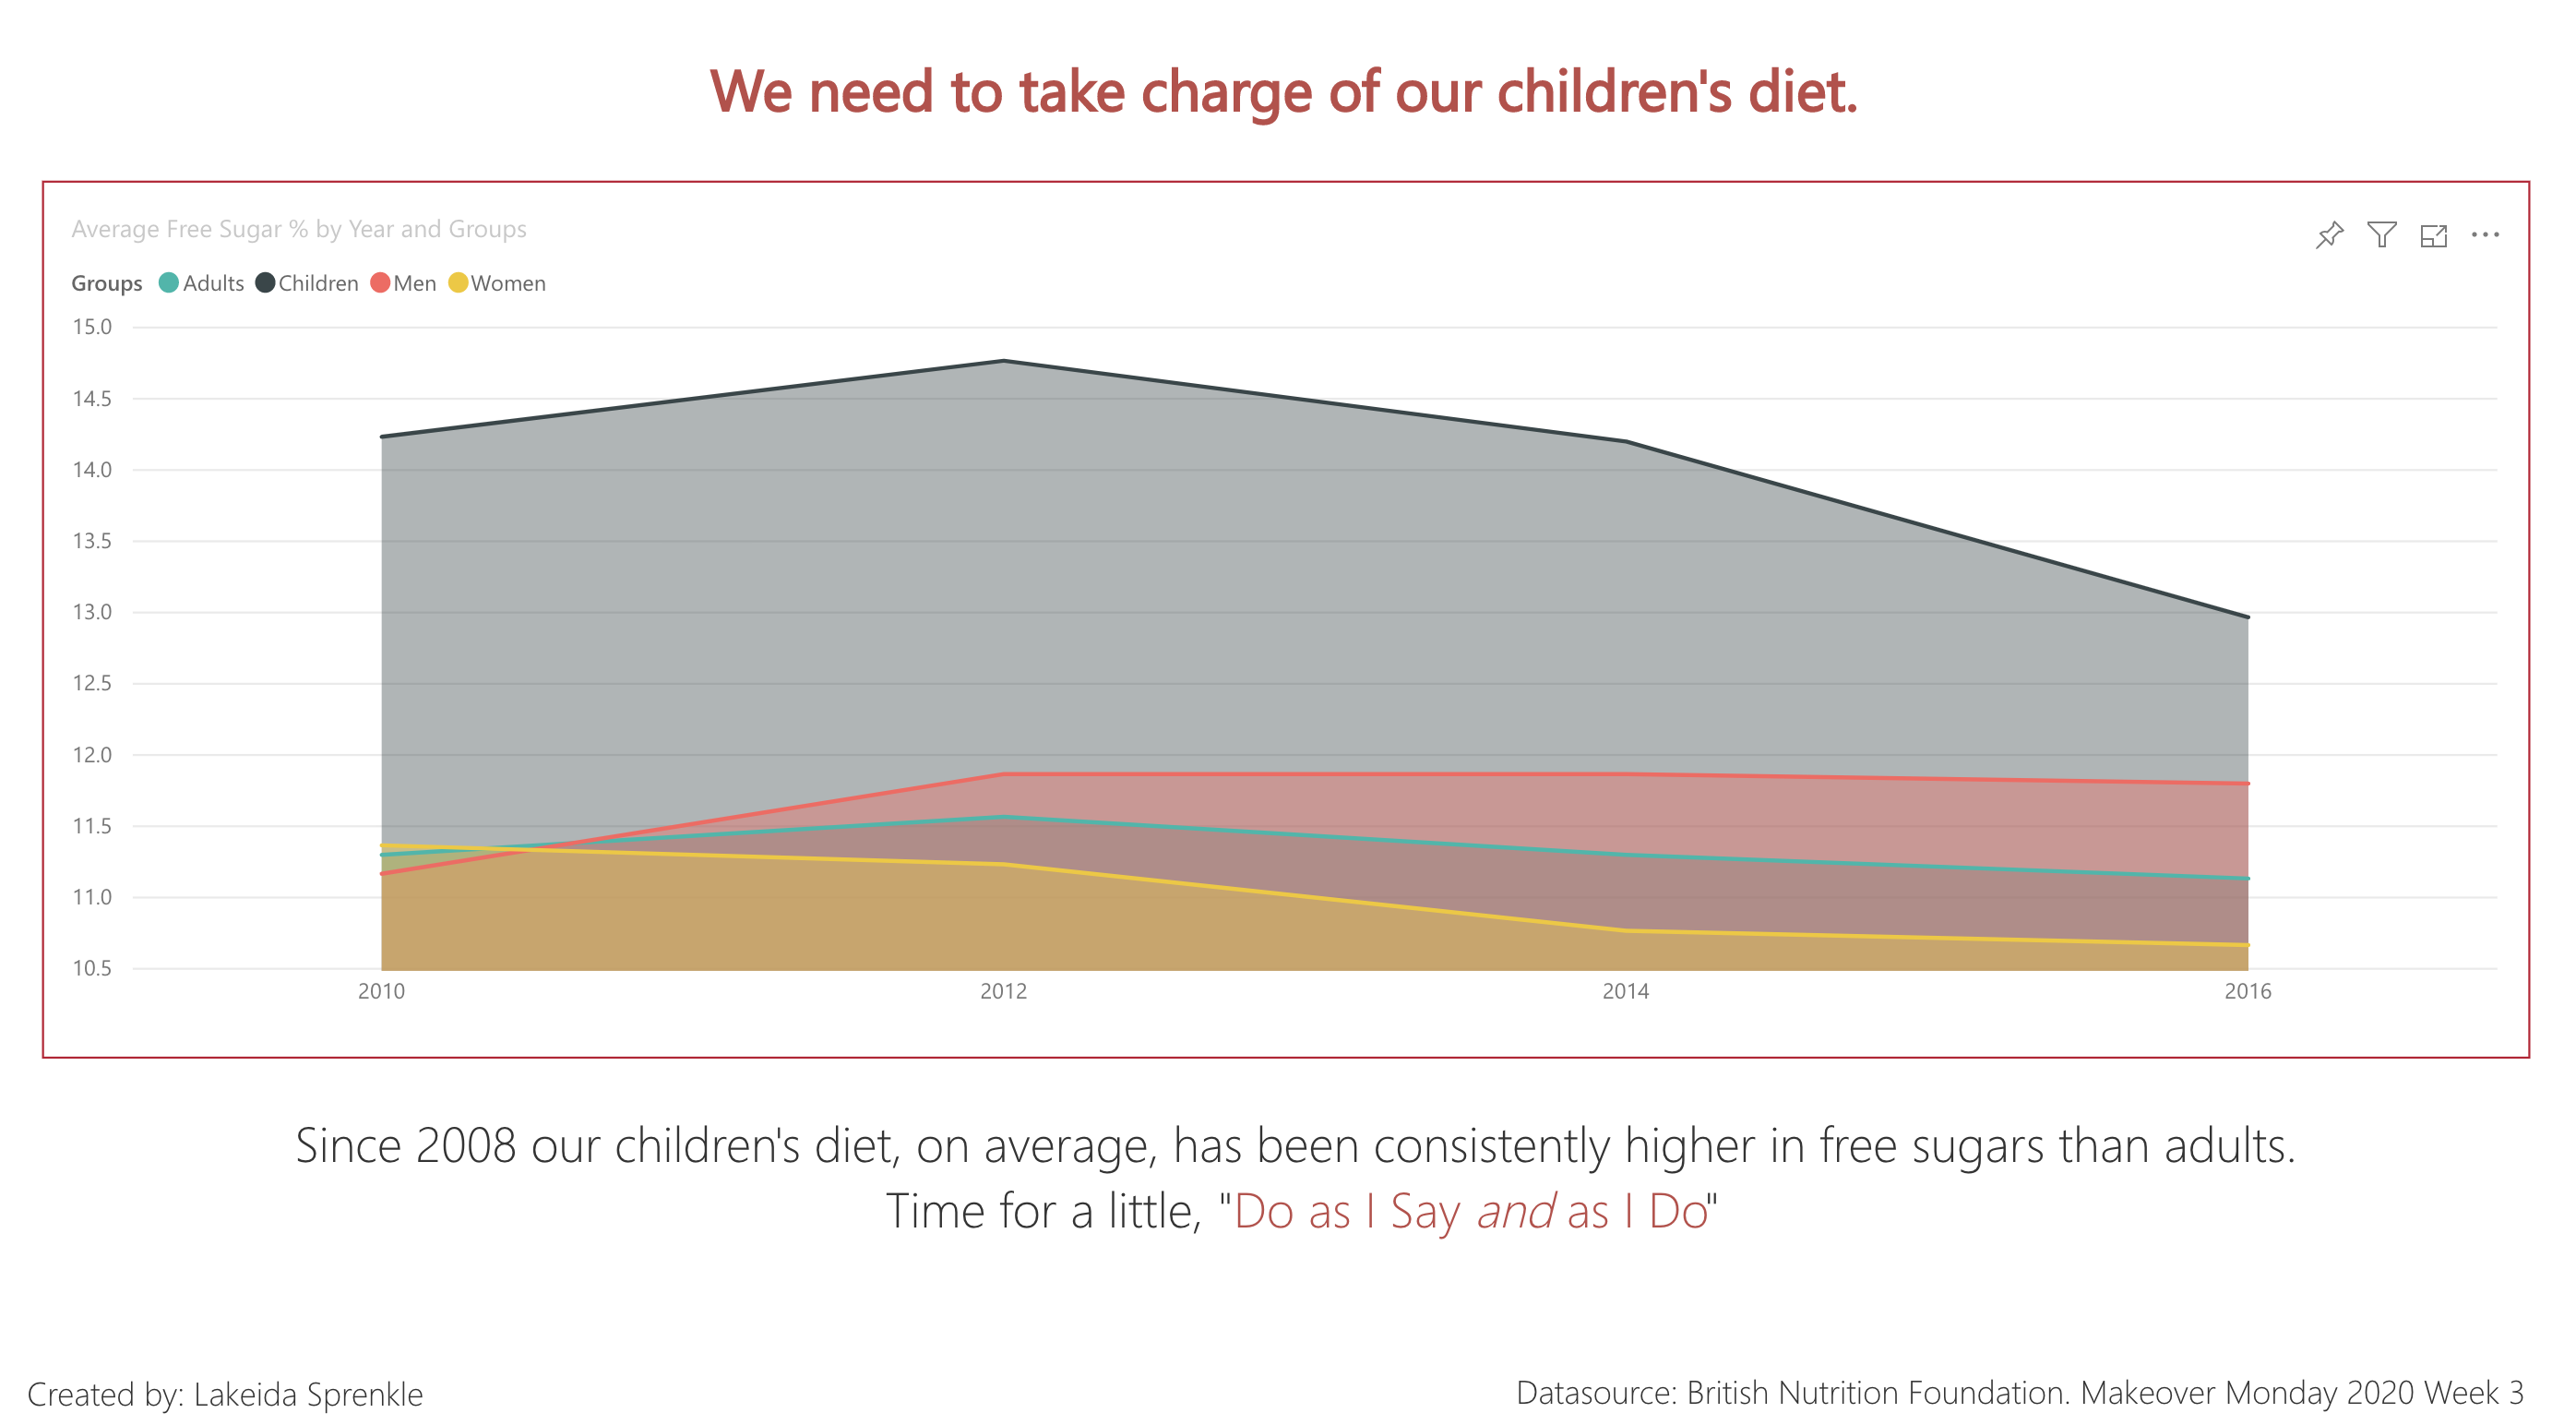 We need to take charge of our children's diet.
Average Free Sugar % by Year and Groups
Groups Adults Children Men Women
15.0
14.5
14.0
13.5
13.0
12.5
12.0
11.5
11.0
10.5
2010 2012 2014 2016
Since 2008 our children's diet, on average, has been consistently higher in free sugars than adults.
Time for a little, "Do as I Say and as I Do"
Created by: Lakeida Sprenkle
Datasource: British Nutrition Foundation. Makeover Monday 2020 Week 3